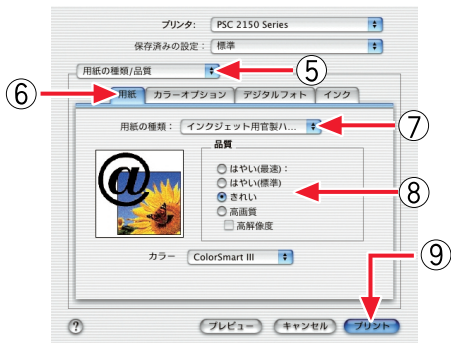 プリンタ： PSC 2150 Series
保存済みの設定： 標準
用紙の種類/品質 ⑤
⑥ 用紙 カラーオプション デジタルフォト インク
用紙の種類： インクジェット用官製ハ... ⑦
品質
はやい(最速)：
はやい(標準)
きれい ⑧
高画質
高解像度
カラー ColorSmart III
⑨
? プレビュー キャンセル プリント